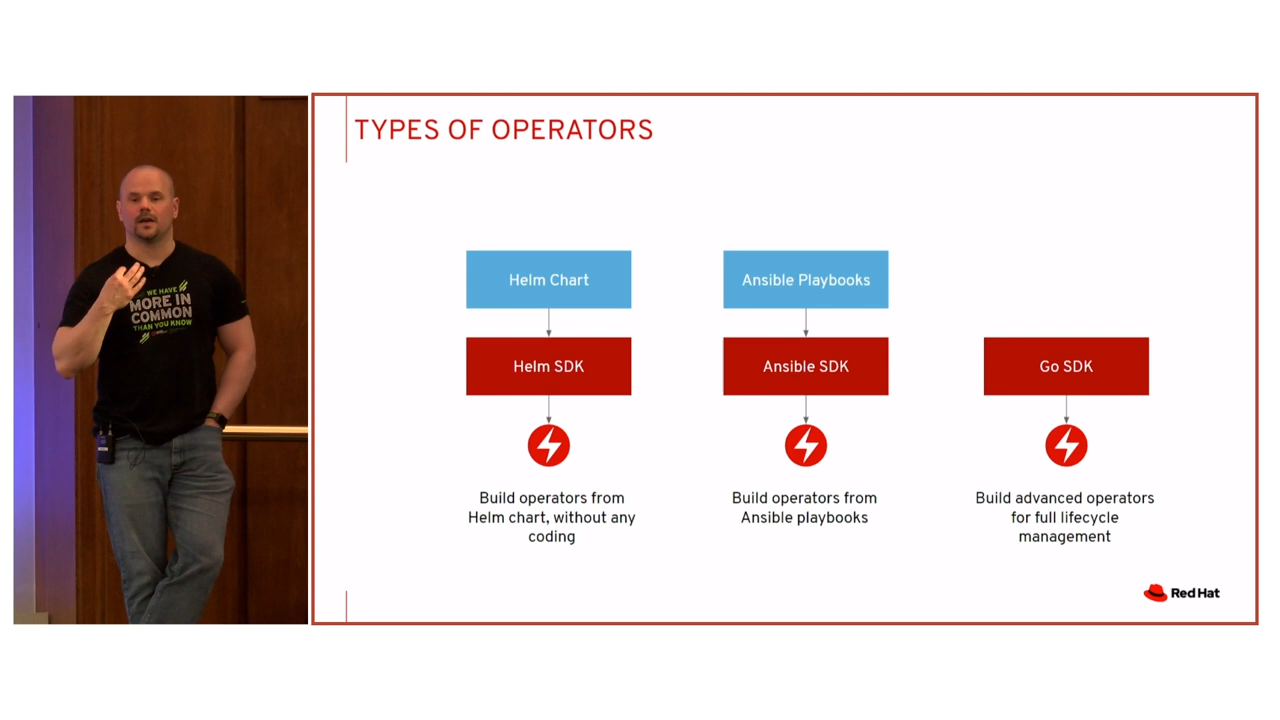 TYPES OF OPERATORS
Helm Chart
Ansible Playbooks
Helm SDK
Ansible SDK
Go SDK
Build operators from
Helm chart, without any
coding
Build operators from
Ansible playbooks
Build advanced operators
for full lifecycle
management
Red Hat
WE HAVE
MORE IN
COMMON
THAN YOU KNOW